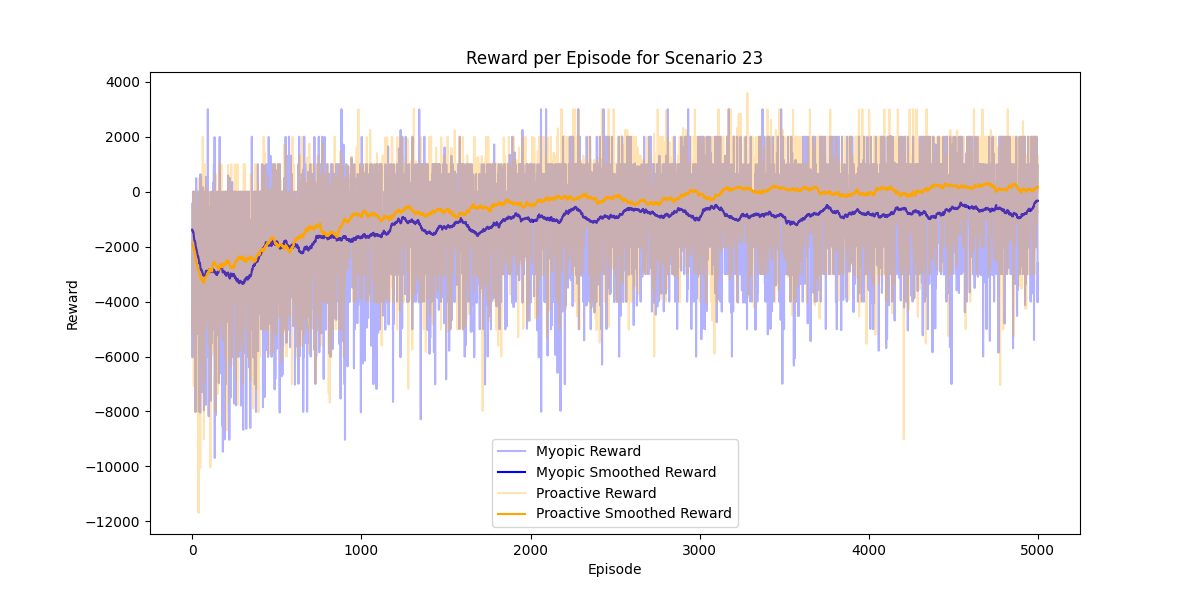 Reward per Episode for Scenario 23
4000
2000
0
−2000
−4000
−6000
−8000
−10000
−12000
Reward
0 1000 2000 3000 4000 5000
Episode
Myopic Reward
Myopic Smoothed Reward
Proactive Reward
Proactive Smoothed Reward